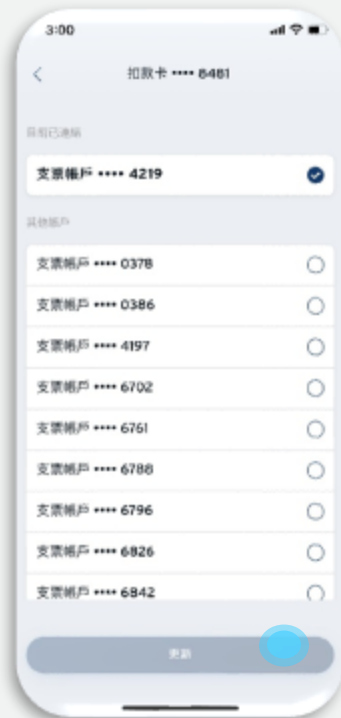 3:00
扣款卡 •••• 8481
目前已連結
支票帳戶 •••• 4219
其他帳戶
支票帳戶 •••• 0378
支票帳戶 •••• 0386
支票帳戶 •••• 4197
支票帳戶 •••• 6702
支票帳戶 •••• 6761
支票帳戶 •••• 6788
支票帳戶 •••• 6796
支票帳戶 •••• 6826
支票帳戶 •••• 6842
更新